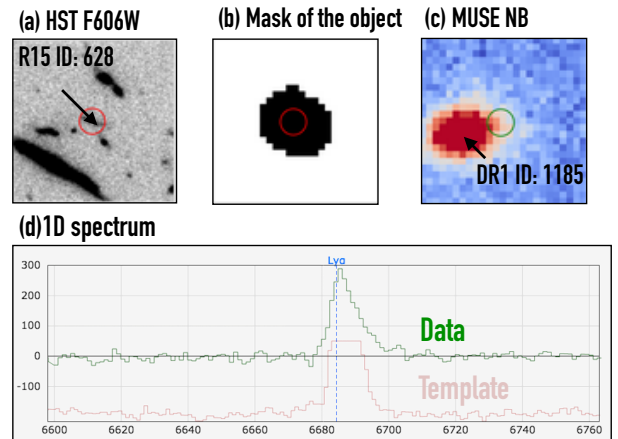 (a) HST F606W
(b) Mask of the object
(c) MUSE NB
R15 ID: 628
DR1 ID: 1185
(d)1D spectrum
Lya
300
200
100
0
-100
Data
Template
6600 6620 6640 6660 6680 6700 6720 6740 6760